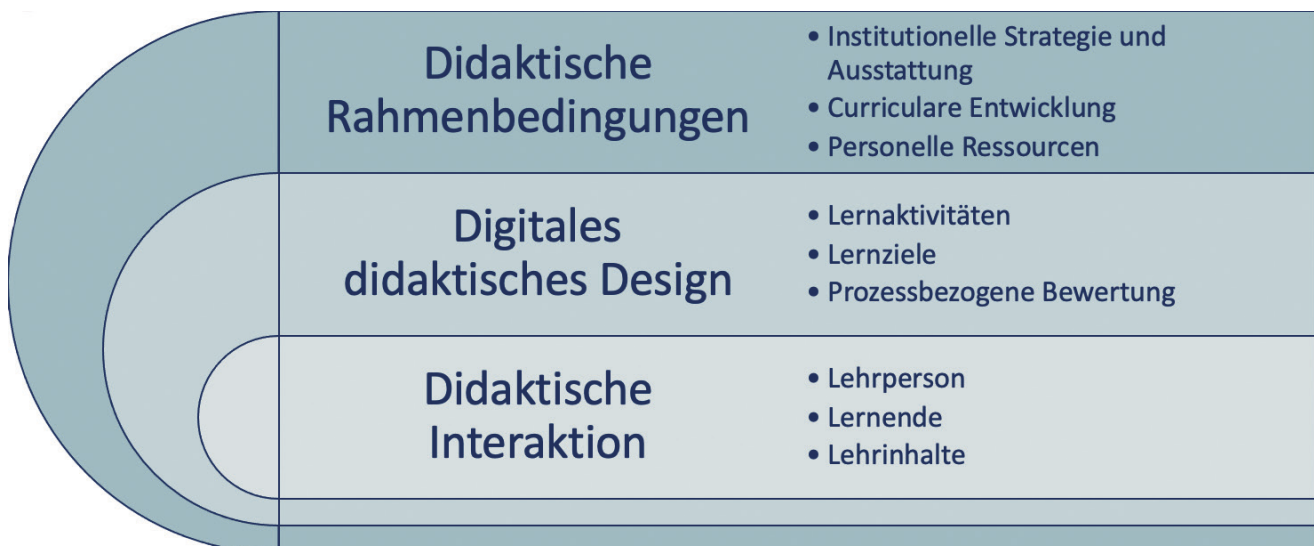 Didaktische
Rahmenbedingungen
• Institutionelle Strategie und
Ausstattung
• Curriculare Entwicklung
• Personelle Ressourcen
Digitales
didaktisches Design
• Lernaktivitäten
• Lernziele
• Prozessbezogene Bewertung
Didaktische
Interaktion
• Lehrperson
• Lernende
• Lehrinhalte